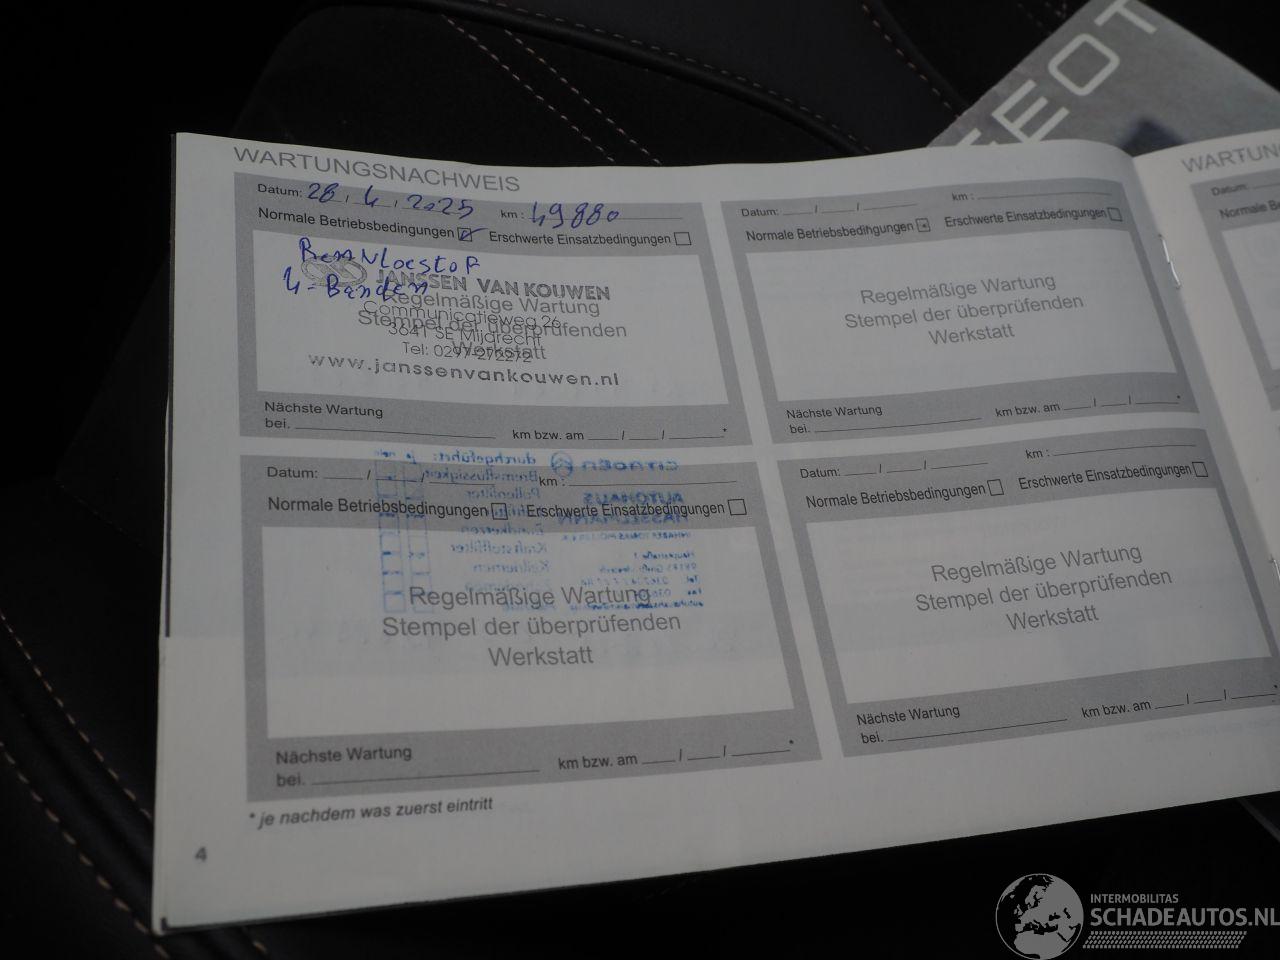 EOT
WARTUNGSNACHWEIS
Datum: 28 / 4 / 2025 km : 49880
Normale Betriebsbedingungen Erschwerte Einsatzbedingungen
4-Banden
JANSSEN VAN KOUWEN
Regelmäßige Wartung
Communicatieweg 26
Stempel der überprüfenden
3641 SE Mijdrecht
Werkstatt
Tel: 0297-272272
www.janssenvankouwen.nl
Nächste Wartung
bei. km bzw. am / / *
Datum: / / km :
Normale Betriebsbedingungen Erschwerte Einsatzbedingungen
Regelmäßige Wartung
Stempel der überprüfenden
Werkstatt
Nächste Wartung
bei. km bzw. am / / *
Datum: / / km :
Normale Betriebsbedingungen Erschwerte Einsatzbedingungen
Regelmäßige Wartung
Stempel der überprüfenden
Werkstatt
Nächste Wartung
bei. km bzw. am / / *
Datum: / / km :
Normale Betriebsbedingungen Erschwerte Einsatzbedingungen
Regelmäßige Wartung
Stempel der überprüfenden
Werkstatt
Nächste Wartung
bei. km bzw. am / / *
* je nachdem was zuerst eintritt
4
WARTUN
Datum:
Normale Be
INTERMOBILITAS
SCHADEAUTOS.NL